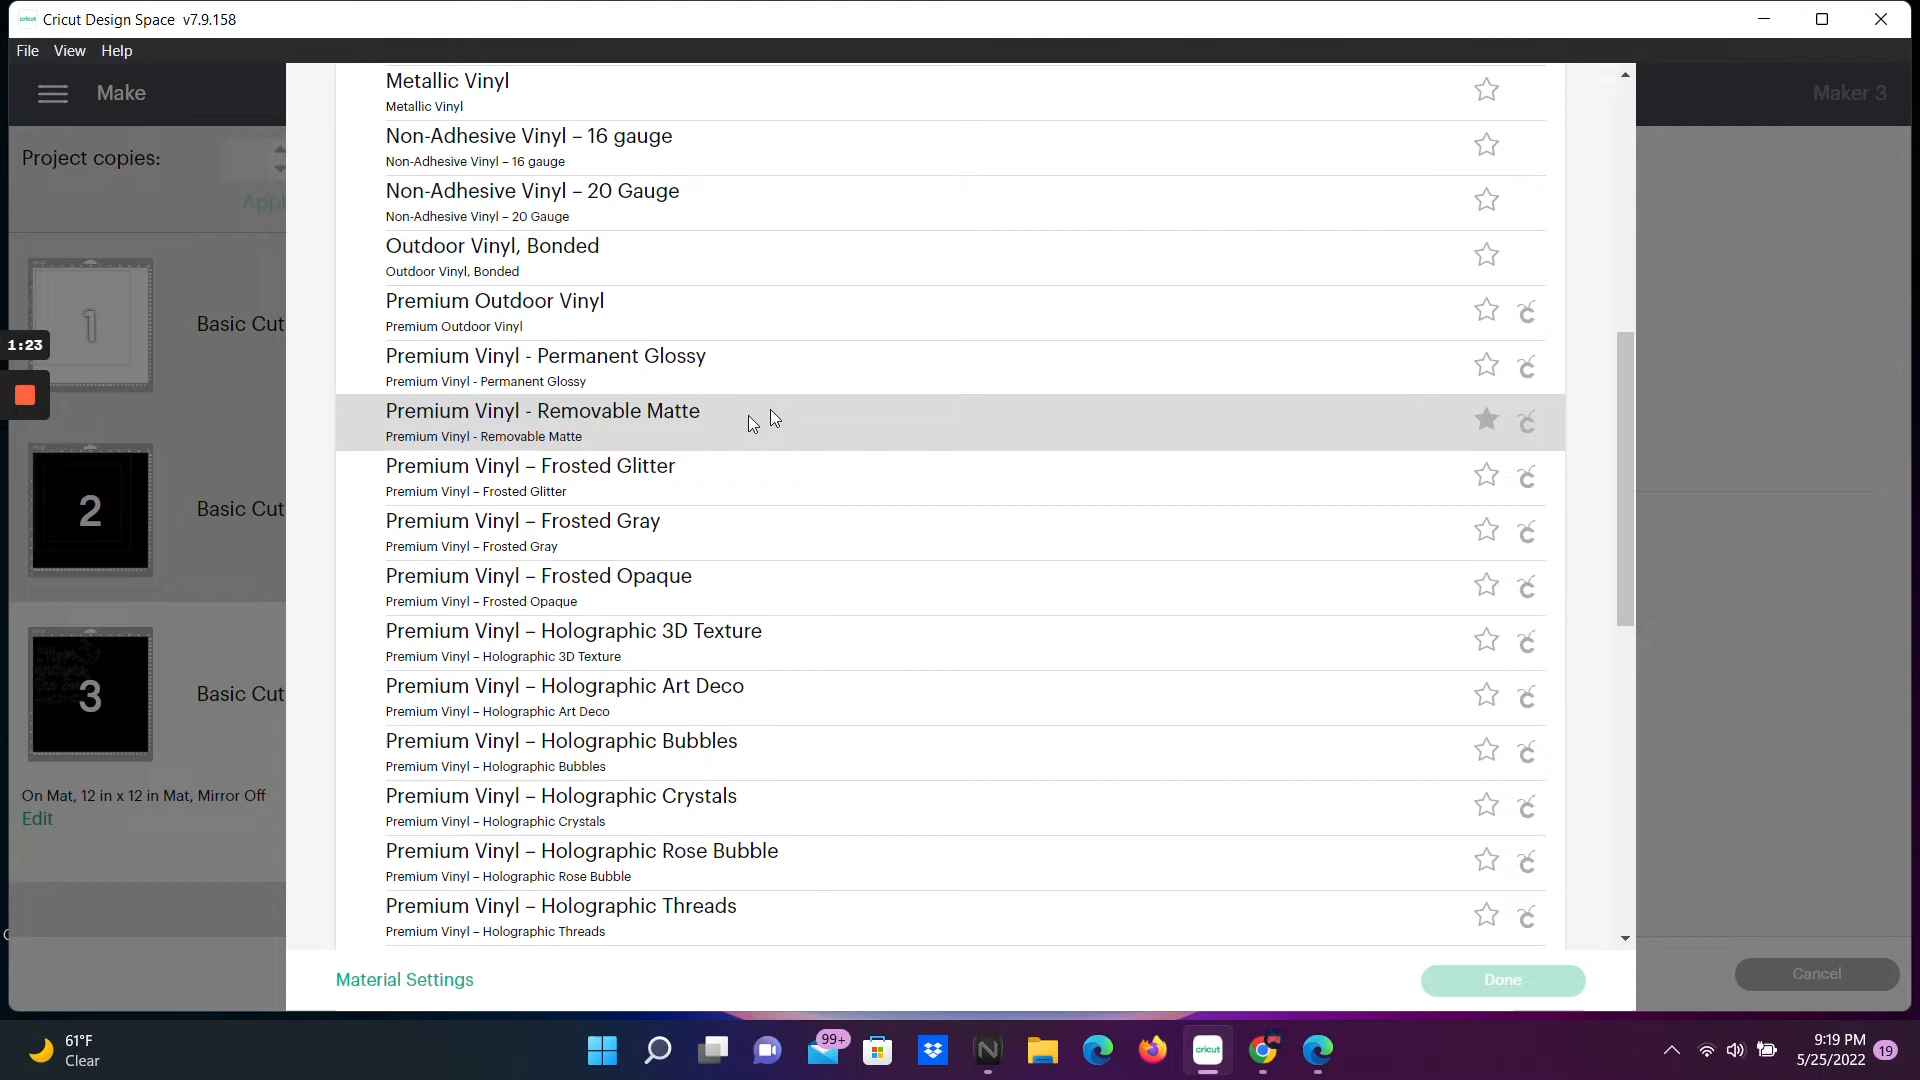 cricut Cricut Design Space v7.9.158
File View Help
Make
Maker 3
Project copies:
1
Basic Cut
1:23
2
Basic Cut
3
Basic Cut
On Mat, 12 in x 12 in Mat, Mirror Off
Edit
Metallic Vinyl
Metallic Vinyl
Non-Adhesive Vinyl – 16 gauge
Non-Adhesive Vinyl – 16 gauge
Non-Adhesive Vinyl – 20 Gauge
Non-Adhesive Vinyl – 20 Gauge
Outdoor Vinyl, Bonded
Outdoor Vinyl, Bonded
Premium Outdoor Vinyl
Premium Outdoor Vinyl
Premium Vinyl - Permanent Glossy
Premium Vinyl - Permanent Glossy
Premium Vinyl - Removable Matte
Premium Vinyl - Removable Matte
Premium Vinyl – Frosted Glitter
Premium Vinyl – Frosted Glitter
Premium Vinyl – Frosted Gray
Premium Vinyl – Frosted Gray
Premium Vinyl – Frosted Opaque
Premium Vinyl – Frosted Opaque
Premium Vinyl – Holographic 3D Texture
Premium Vinyl – Holographic 3D Texture
Premium Vinyl – Holographic Art Deco
Premium Vinyl – Holographic Art Deco
Premium Vinyl – Holographic Bubbles
Premium Vinyl – Holographic Bubbles
Premium Vinyl – Holographic Crystals
Premium Vinyl – Holographic Crystals
Premium Vinyl – Holographic Rose Bubble
Premium Vinyl – Holographic Rose Bubble
Premium Vinyl – Holographic Threads
Premium Vinyl – Holographic Threads
Material Settings
Done
Cancel
61°F
Clear
99+
cricut
9:19 PM
5/25/2022
19